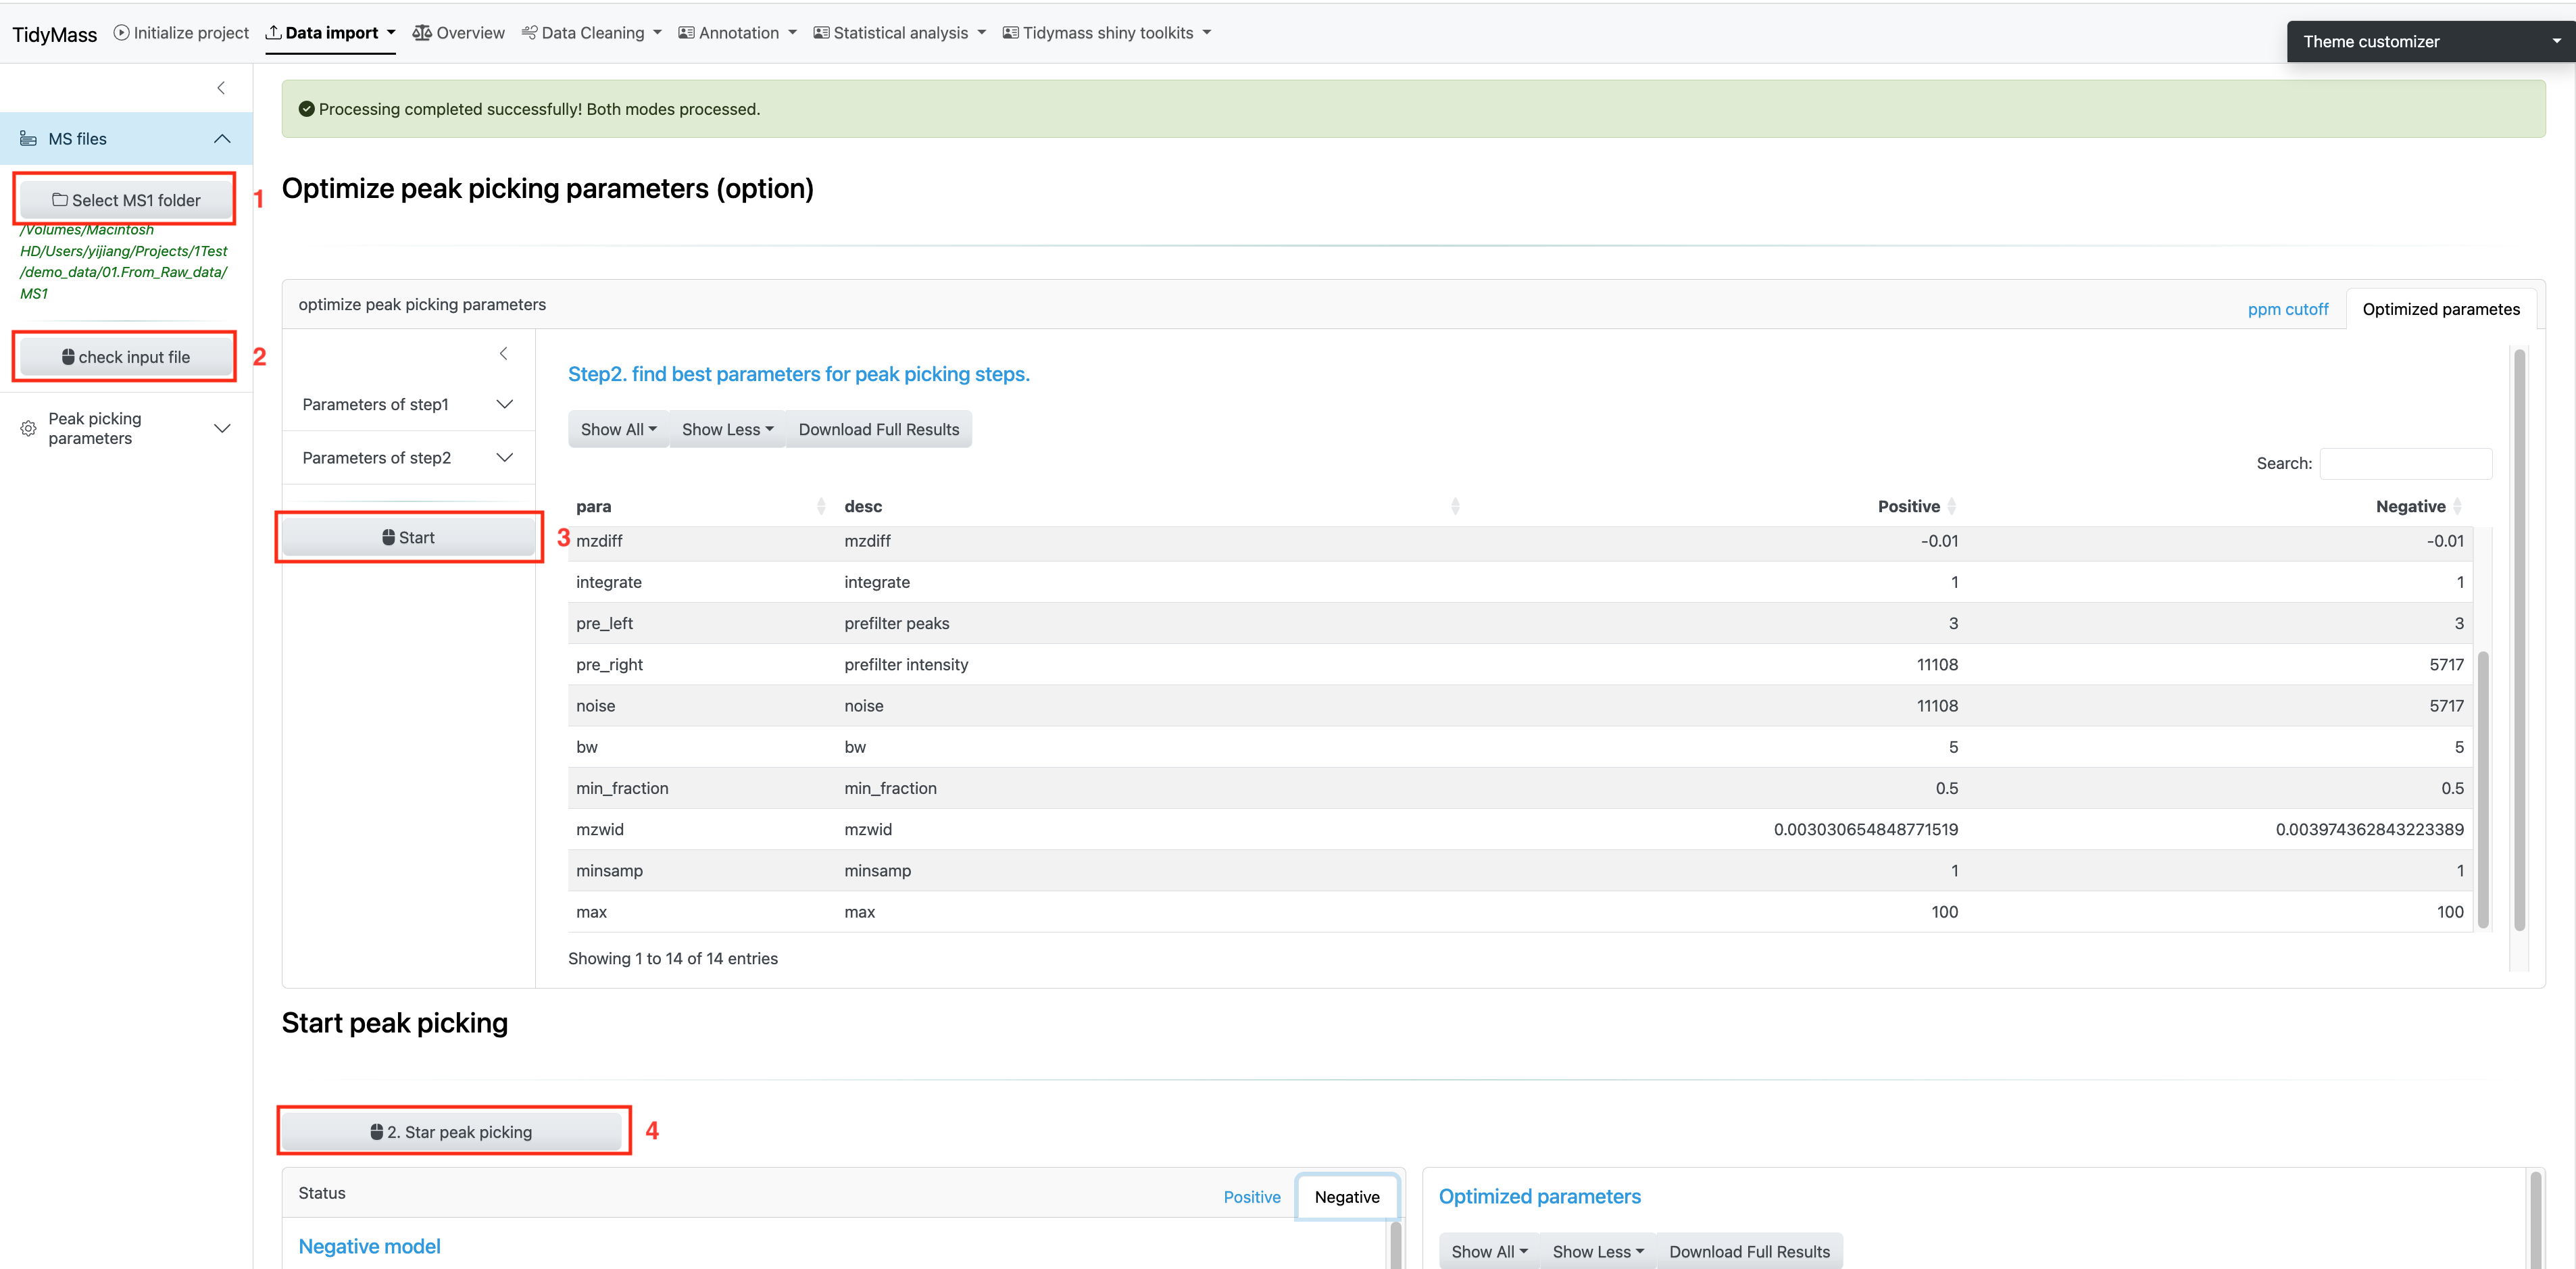 TidyMass Initialize project Data import Overview Data Cleaning Annotation Statistical analysis Tidymass shiny toolkits
Theme customizer
MS files
Select MS1 folder
1
/Volumes/Macintosh
HD/Users/yijiang/Projects/1Test
/demo_data/01.From_Raw_data/
MS1
check input file
2
Peak picking
parameters
Processing completed successfully! Both modes processed.
Optimize peak picking parameters (option)
optimize peak picking parameters
ppm cutoff Optimized parametes
Parameters of step1
Parameters of step2
Start
3
Step2. find best parameters for peak picking steps.
Show All Show Less Download Full Results
Search:
para desc Positive Negative
mzdiff mzdiff -0.01 -0.01
integrate integrate 1 1
pre_left prefilter peaks 3 3
pre_right prefilter intensity 11108 5717
noise noise 11108 5717
bw bw 5 5
min_fraction min_fraction 0.5 0.5
mzwid mzwid 0.003030654848771519 0.003974362843223389
minsamp minsamp 1 1
max max 100 100
Showing 1 to 14 of 14 entries
Start peak picking
2. Star peak picking
4
Status Positive Negative
Negative model
Optimized parameters
Show All Show Less Download Full Results